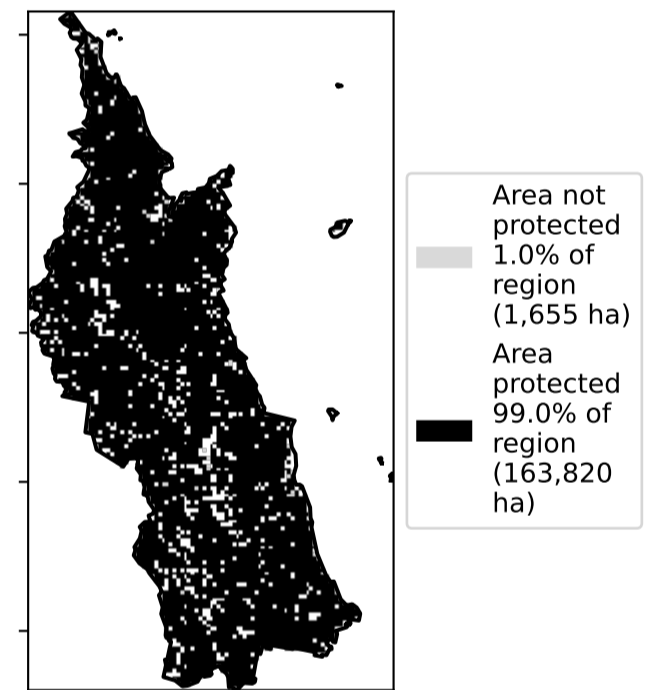 Area not
protected
1.0% of
region
(1,655 ha)
Area
protected
99.0% of
region
(163,820
ha)